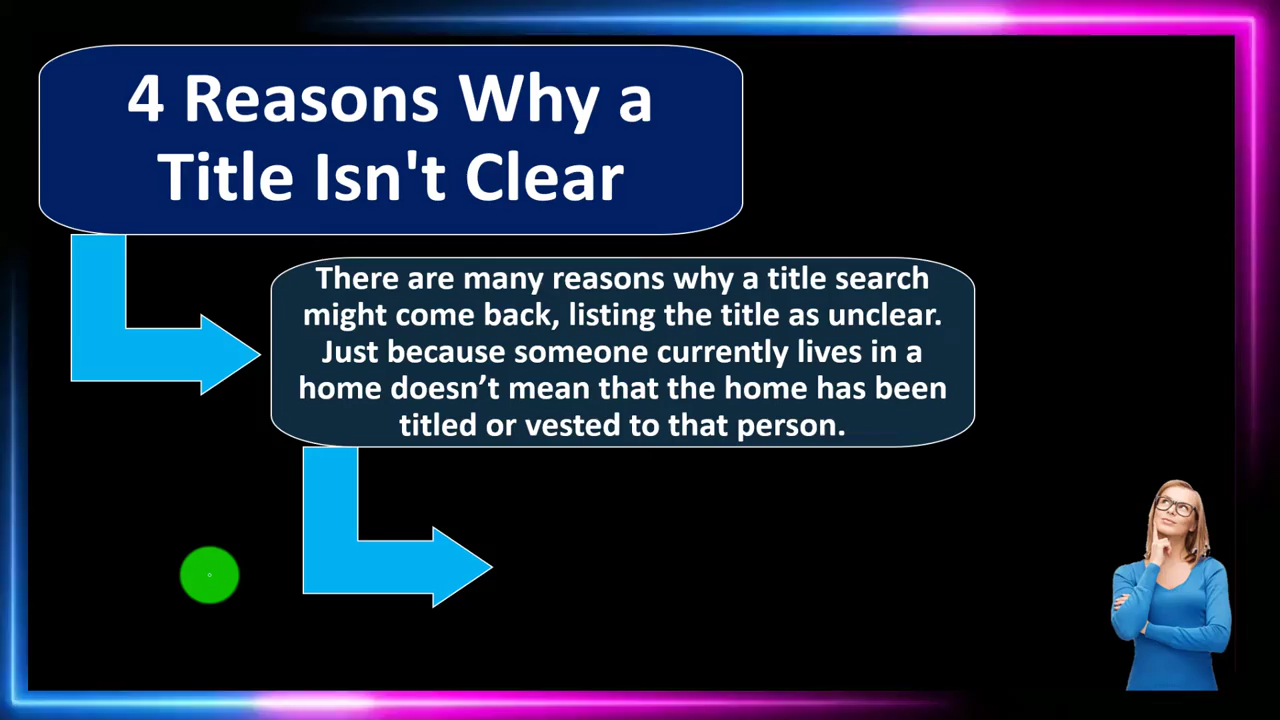 4 Reasons Why a
Title Isn't Clear
There are many reasons why a title search
might come back, listing the title as unclear.
Just because someone currently lives in a
home doesn’t mean that the home has been
titled or vested to that person.